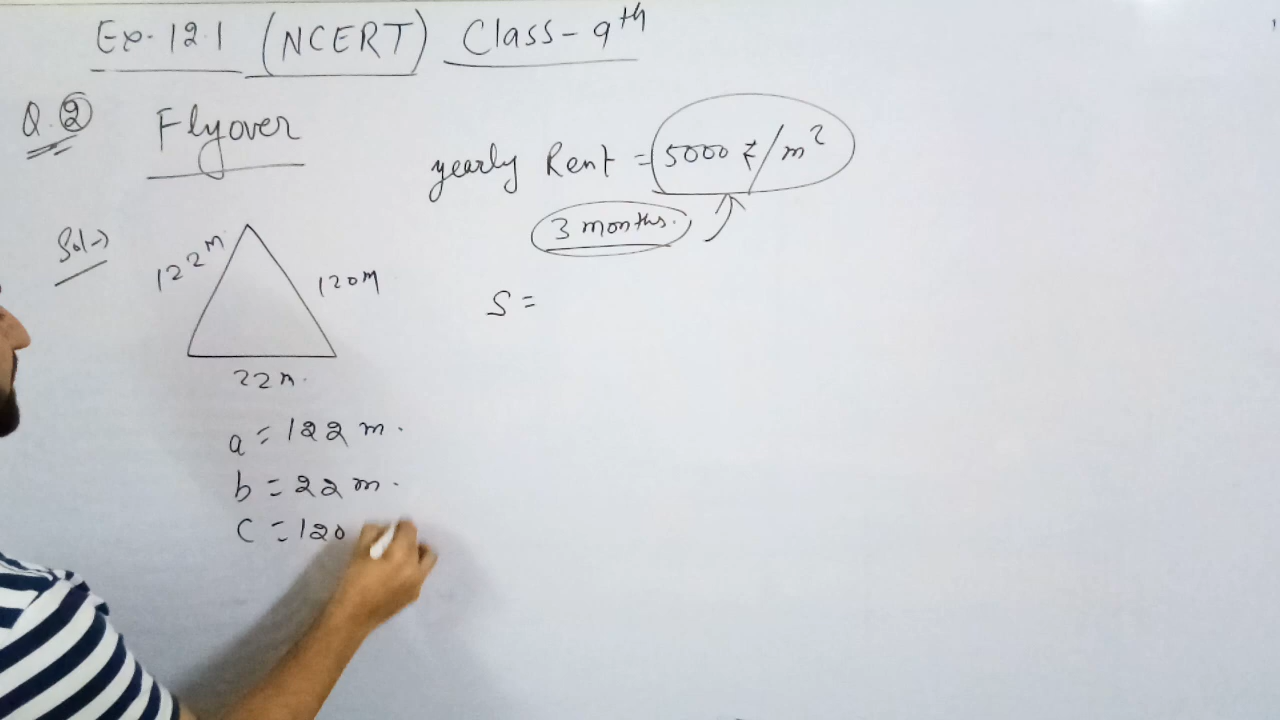 Ex-12.1 (NCERT) Class-9th
Q.2 Flyover
yearly Rent = 5000 ₹/m²
3 months.
Sol→
122m
120m
22m.
S =
a = 122 m.
b = 22 m.
c = 120